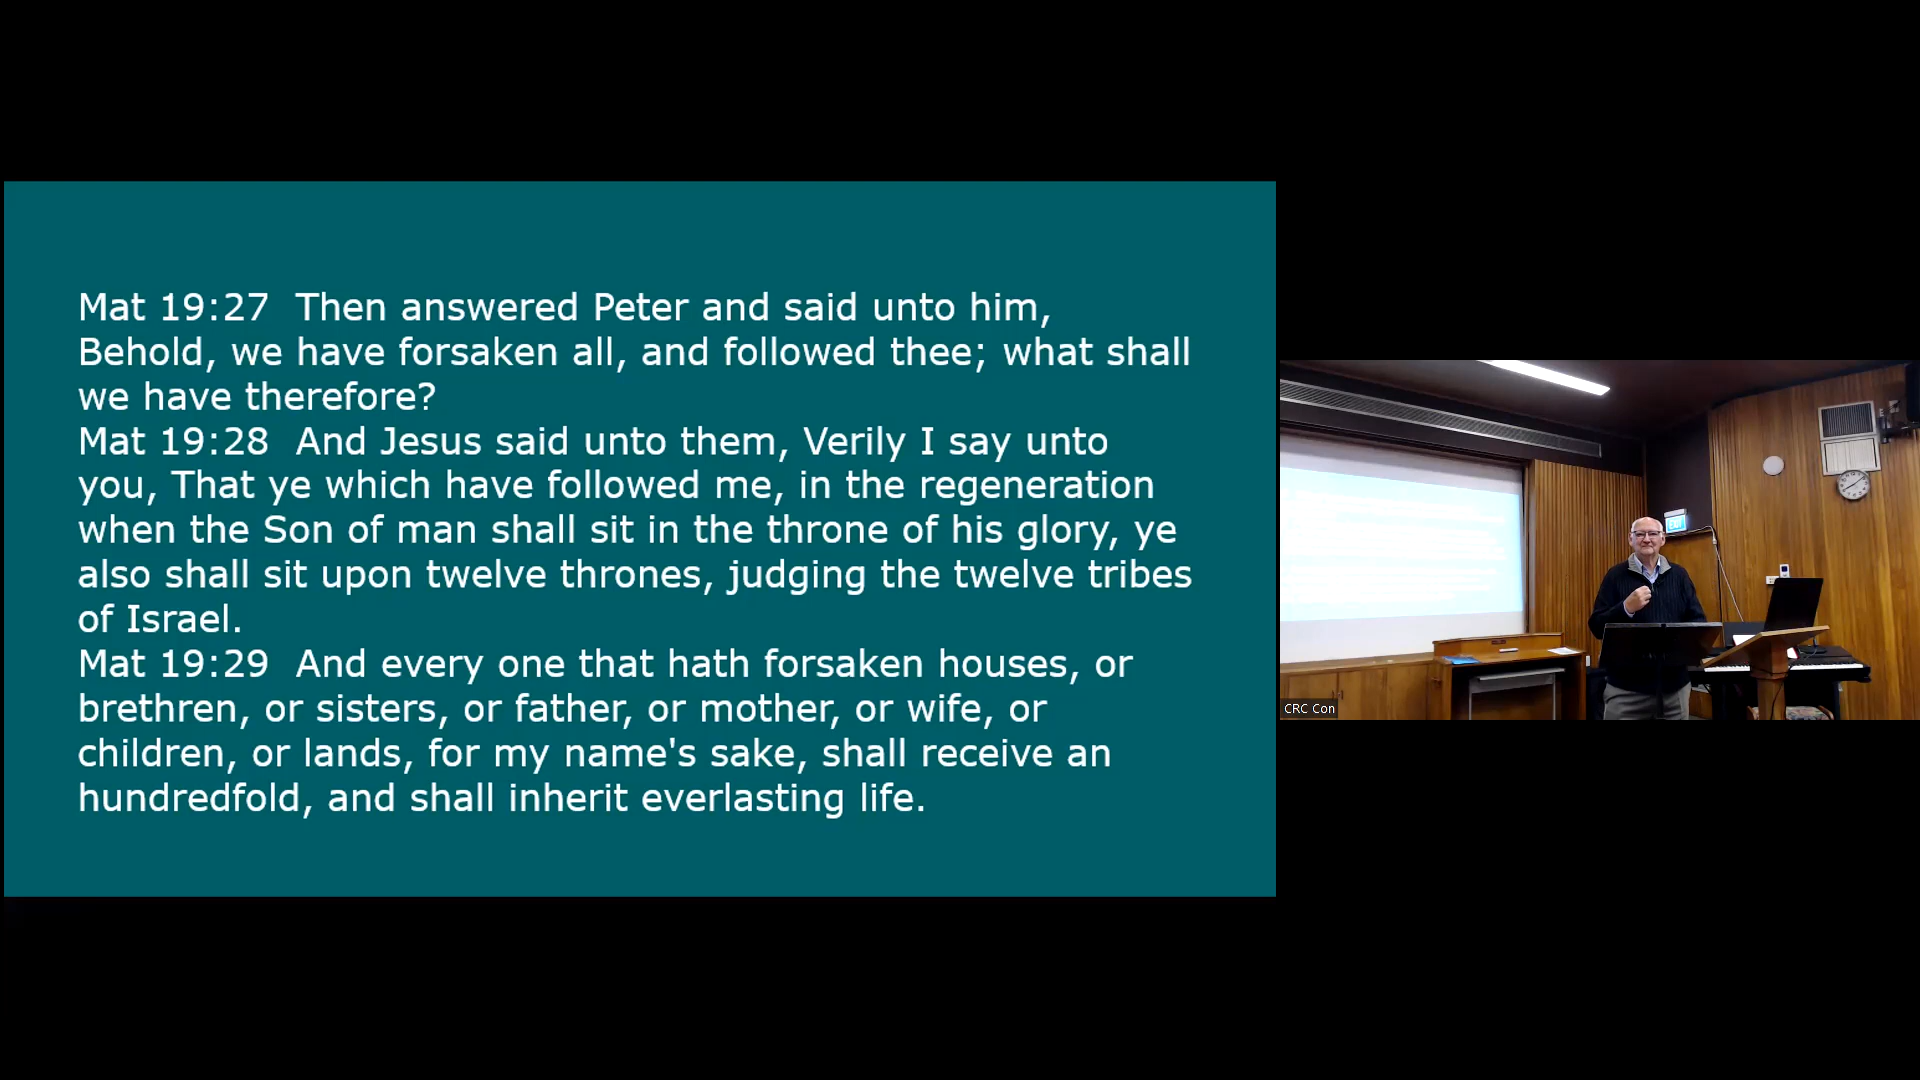 Mat 19:27  Then answered Peter and said unto him,
Behold, we have forsaken all, and followed thee; what shall
we have therefore?
Mat 19:28  And Jesus said unto them, Verily I say unto
you, That ye which have followed me, in the regeneration
when the Son of man shall sit in the throne of his glory, ye
also shall sit upon twelve thrones, judging the twelve tribes
of Israel.
Mat 19:29  And every one that hath forsaken houses, or
brethren, or sisters, or father, or mother, or wife, or
children, or lands, for my name's sake, shall receive an
hundredfold, and shall inherit everlasting life.
EXIT
CRC Con